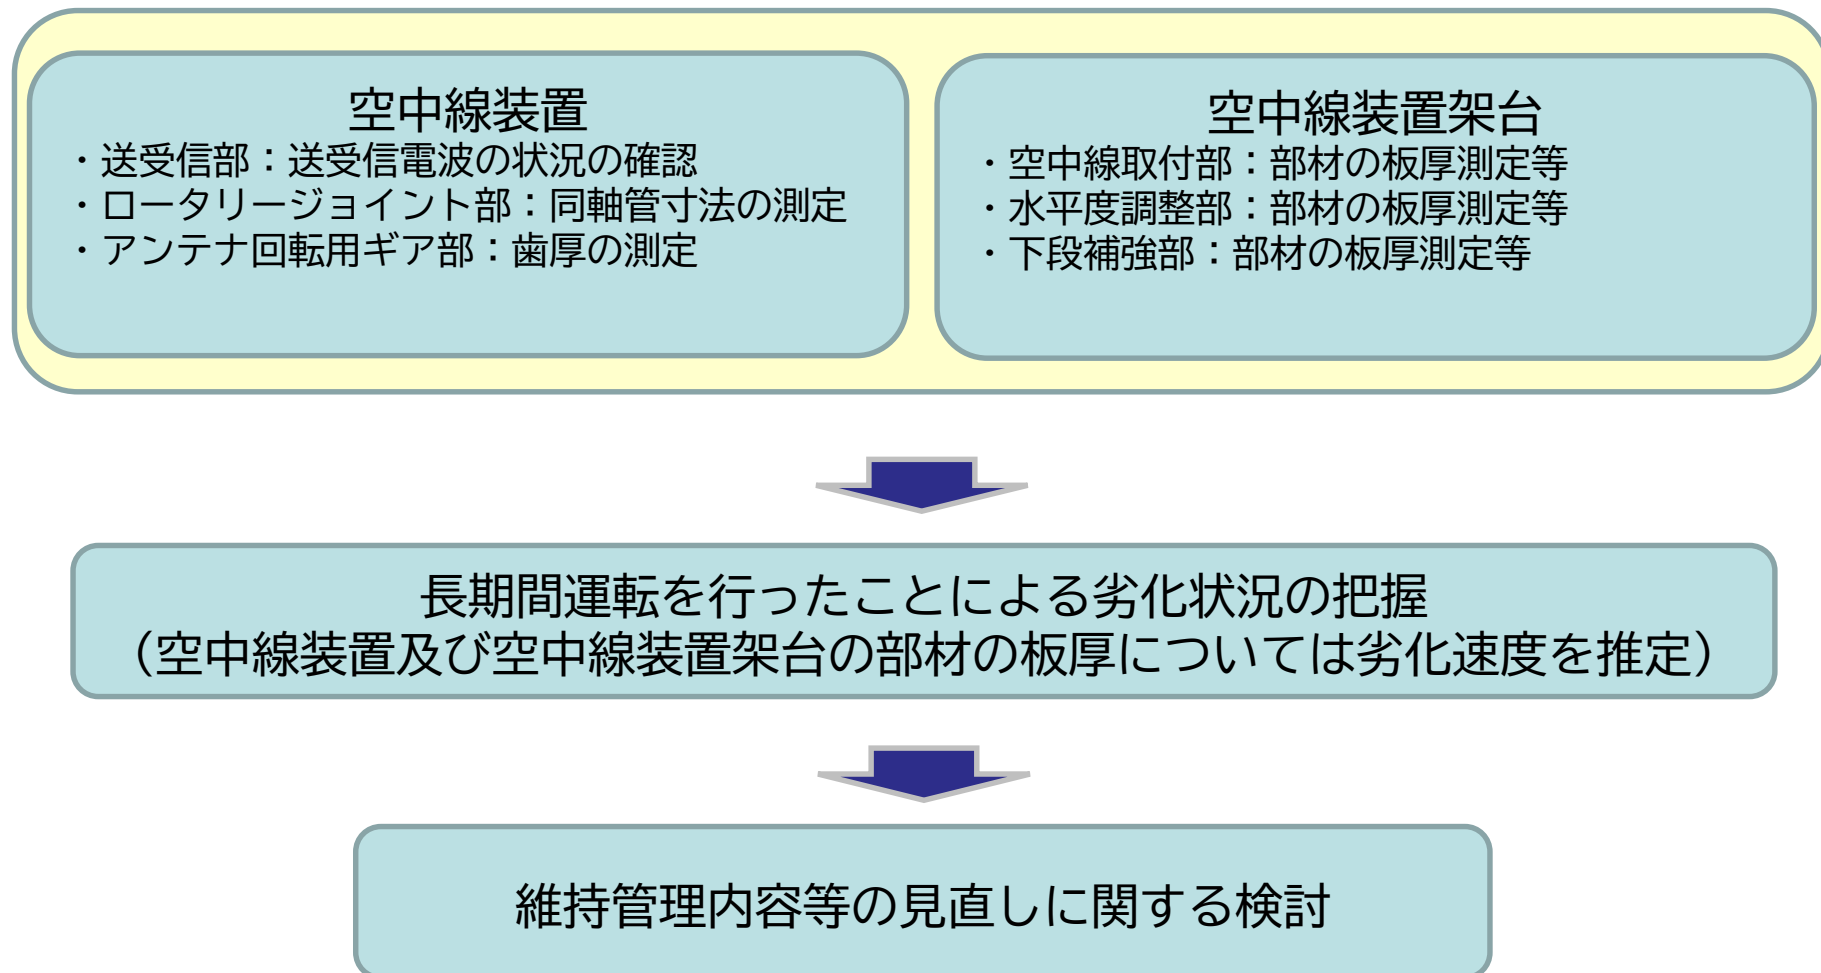 空中線装置
・送受信部：送受信電波の状況の確認
・ロータリージョイント部：同軸管寸法の測定
・アンテナ回転用ギア部：歯厚の測定
空中線装置架台
・空中線取付部：部材の板厚測定等
・水平度調整部：部材の板厚測定等
・下段補強部：部材の板厚測定等
長期間運転を行ったことによる劣化状況の把握
（空中線装置及び空中線装置架台の部材の板厚については劣化速度を推定）
維持管理内容等の見直しに関する検討